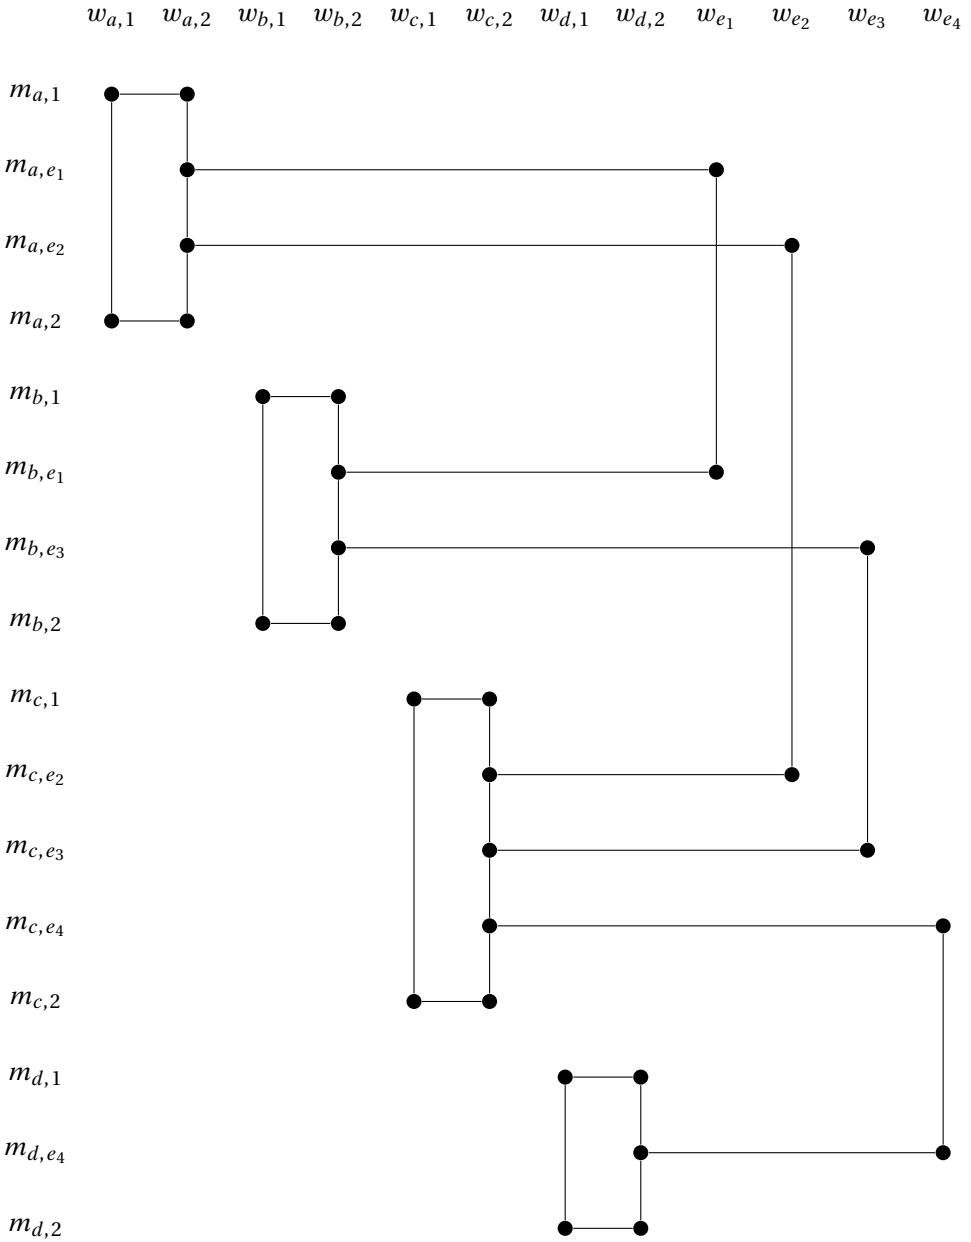 w_{a,1} w_{a,2} w_{b,1} w_{b,2} w_{c,1} w_{c,2} w_{d,1} w_{d,2} w_{e_1} w_{e_2} w_{e_3} w_{e_4}
m_{a,1}
m_{a,e_1}
m_{a,e_2}
m_{a,2}
m_{b,1}
m_{b,e_1}
m_{b,e_3}
m_{b,2}
m_{c,1}
m_{c,e_2}
m_{c,e_3}
m_{c,e_4}
m_{c,2}
m_{d,1}
m_{d,e_4}
m_{d,2}